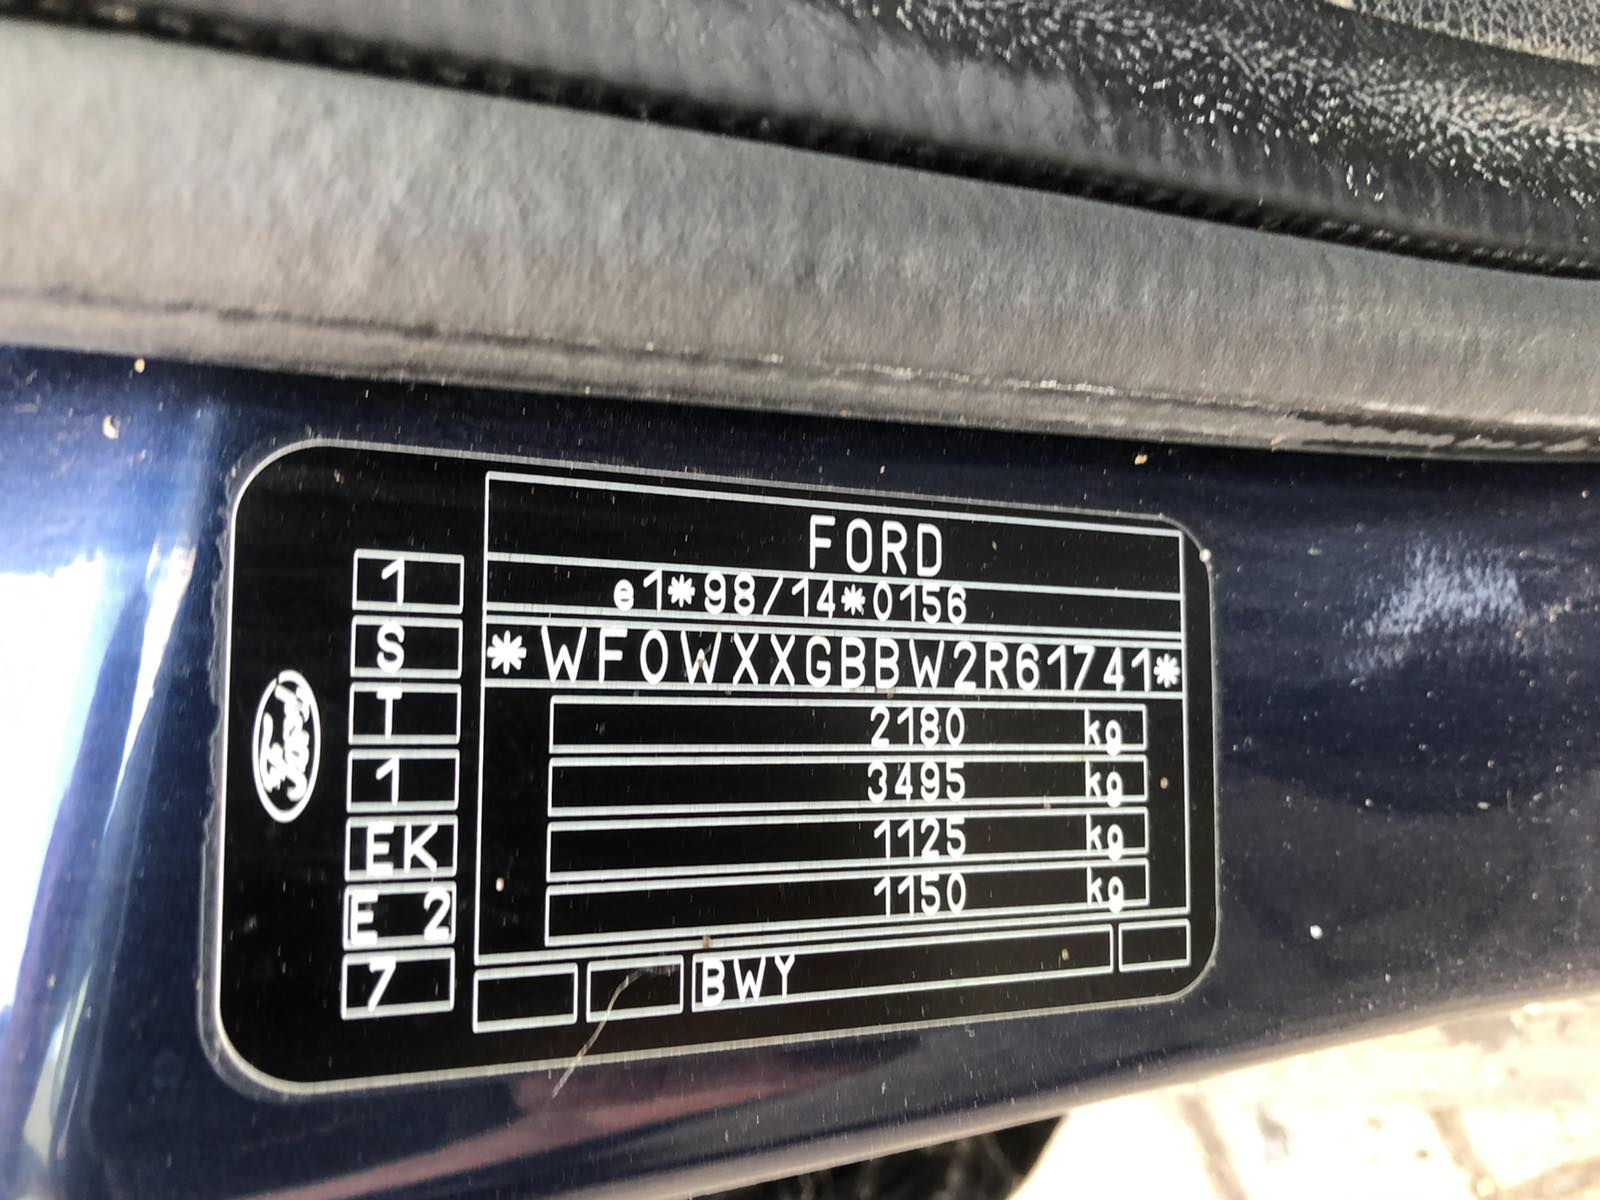 FORD
e1*98/14*0156
*WF0WXXGBBW2R61741*
2180 kg
3495 kg
1125 kg
1150 kg
BWY
1
S
T
1
EK
E 2
7
Ford